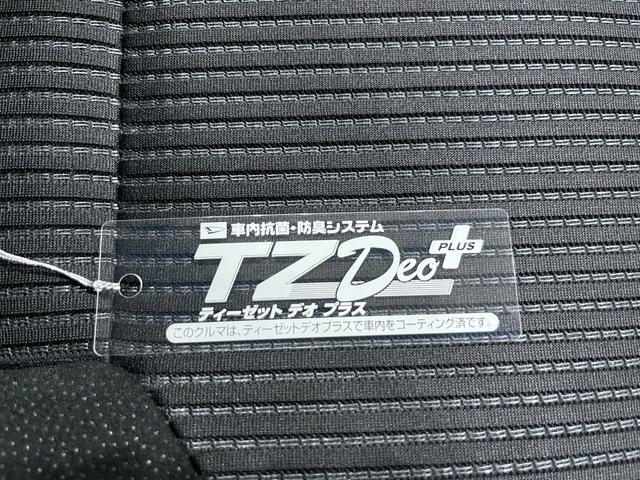 車内抗菌・防臭システム
TZ Deo PLUS
ティーゼット デオ プラス
このクルマは、ティーゼットデオプラスで車内をコーティング済です。